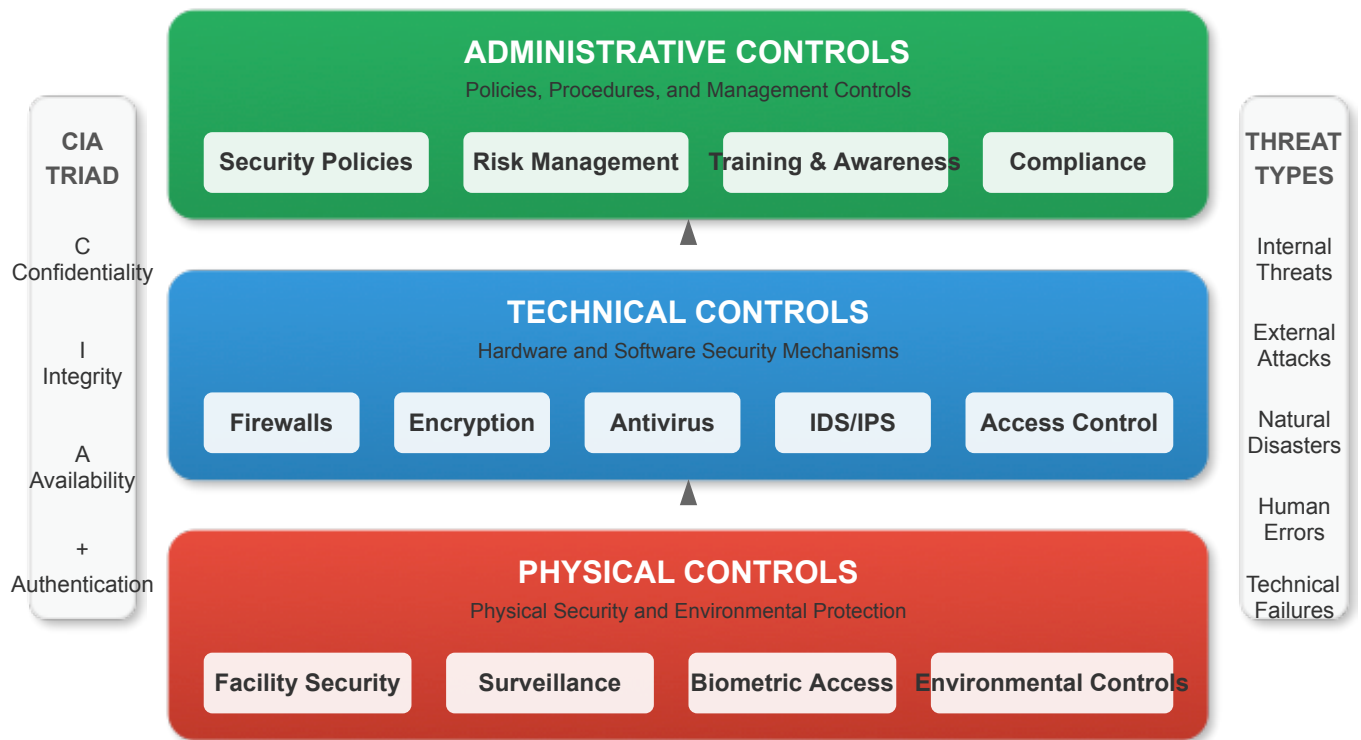 ADMINISTRATIVE CONTROLS
Policies, Procedures, and Management Controls
Security Policies
Risk Management
Training & Awareness
Compliance
CIA
TRIAD
C
Confidentiality
I
Integrity
A
Availability
+
Authentication
TECHNICAL CONTROLS
Hardware and Software Security Mechanisms
Firewalls
Encryption
Antivirus
IDS/IPS
Access Control
PHYSICAL CONTROLS
Physical Security and Environmental Protection
Facility Security
Surveillance
Biometric Access
Environmental Controls
THREAT
TYPES
Internal
Threats
External
Attacks
Natural
Disasters
Human
Errors
Technical
Failures